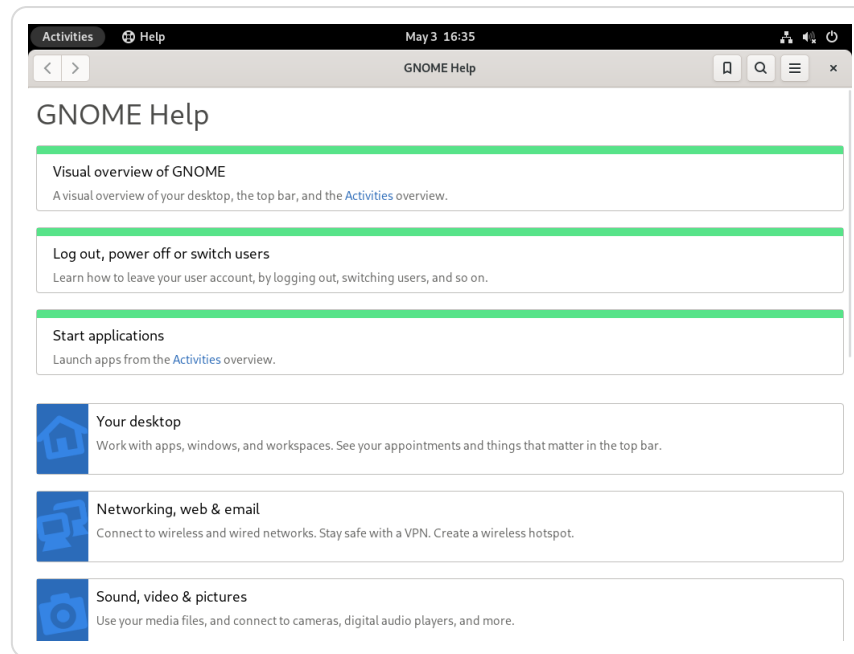 Activities Help May 3 16:35
GNOME Help
GNOME Help
Visual overview of GNOME
A visual overview of your desktop, the top bar, and the Activities overview.
Log out, power off or switch users
Learn how to leave your user account, by logging out, switching users, and so on.
Start applications
Launch apps from the Activities overview.
Your desktop
Work with apps, windows, and workspaces. See your appointments and things that matter in the top bar.
Networking, web & email
Connect to wireless and wired networks. Stay safe with a VPN. Create a wireless hotspot.
Sound, video & pictures
Use your media files, and connect to cameras, digital audio players, and more.